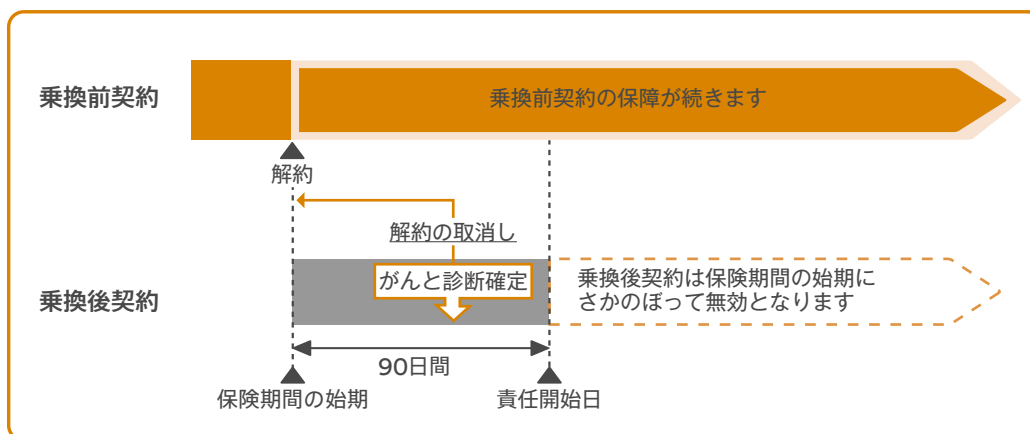 乗換前契約
乗換前契約の保障が続きます
解約
解約の取消し
がんと診断確定
乗換後契約は保険期間の始期に
さかのぼって無効となります
乗換後契約
90日間
保険期間の始期
責任開始日